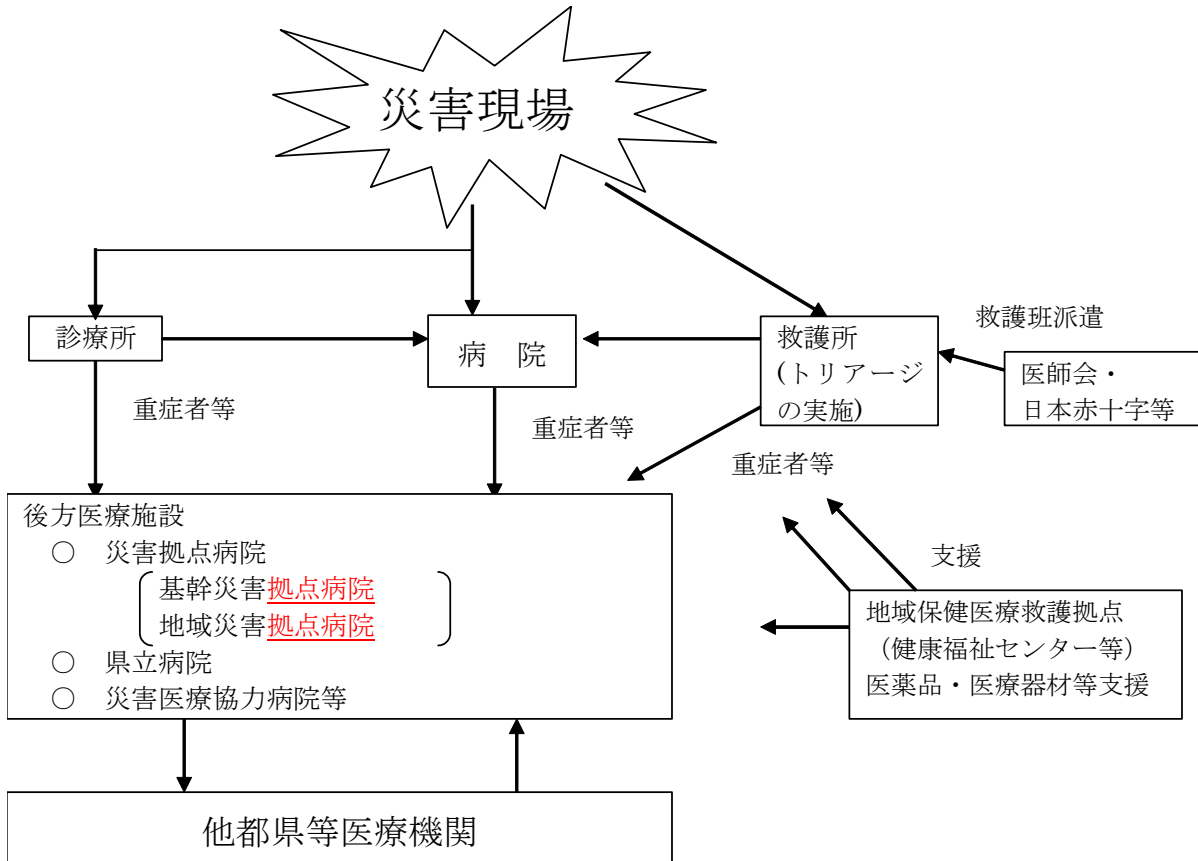 災害現場
診療所
病　院
救護所
(トリアージ
の実施)
救護班派遣
医師会・
日本赤十字等
重症者等
重症者等
重症者等
後方医療施設
○　災害拠点病院
基幹災害拠点病院
地域災害拠点病院
○　県立病院
○　災害医療協力病院等
支援
地域保健医療救護拠点
（健康福祉センター等）
医薬品・医療器材等支援
他都県等医療機関